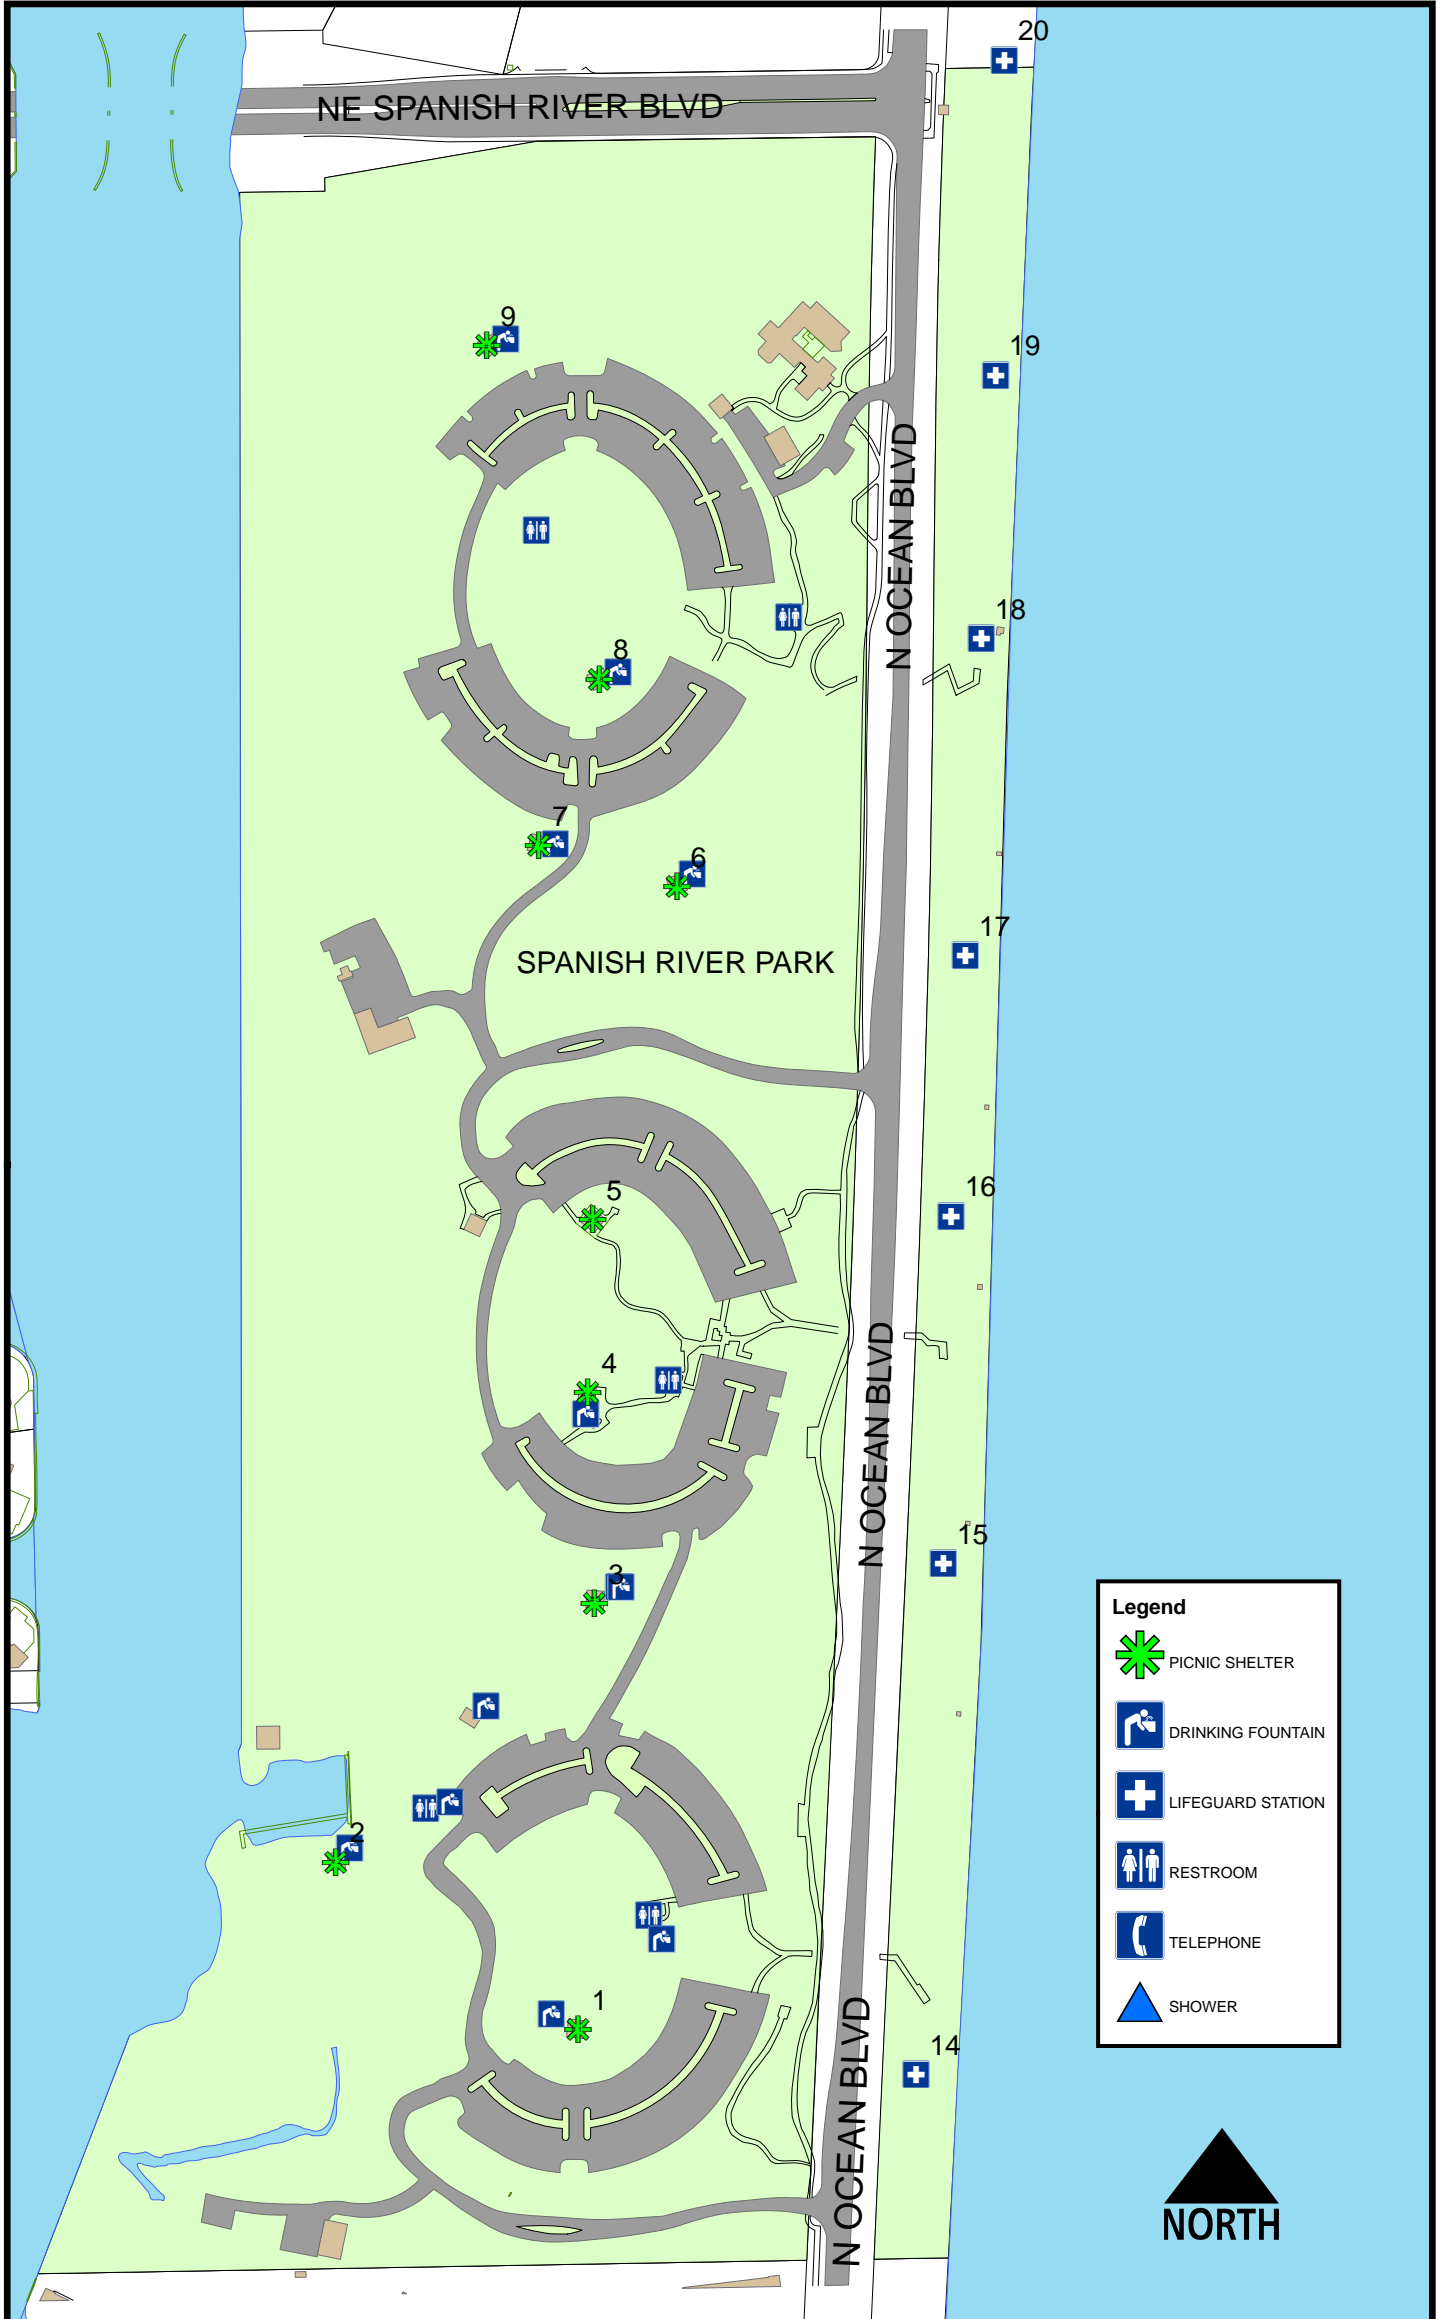 20
NE SPANISH RIVER BLVD
9
19
N OCEAN BLVD
18
8
7
6
17
SPANISH RIVER PARK
5
16
4
N OCEAN BLVD
15
3
Legend
PICNIC SHELTER
DRINKING FOUNTAIN
LIFEGUARD STATION
RESTROOM
TELEPHONE
SHOWER
2
1
N OCEAN BLVD
14
NORTH